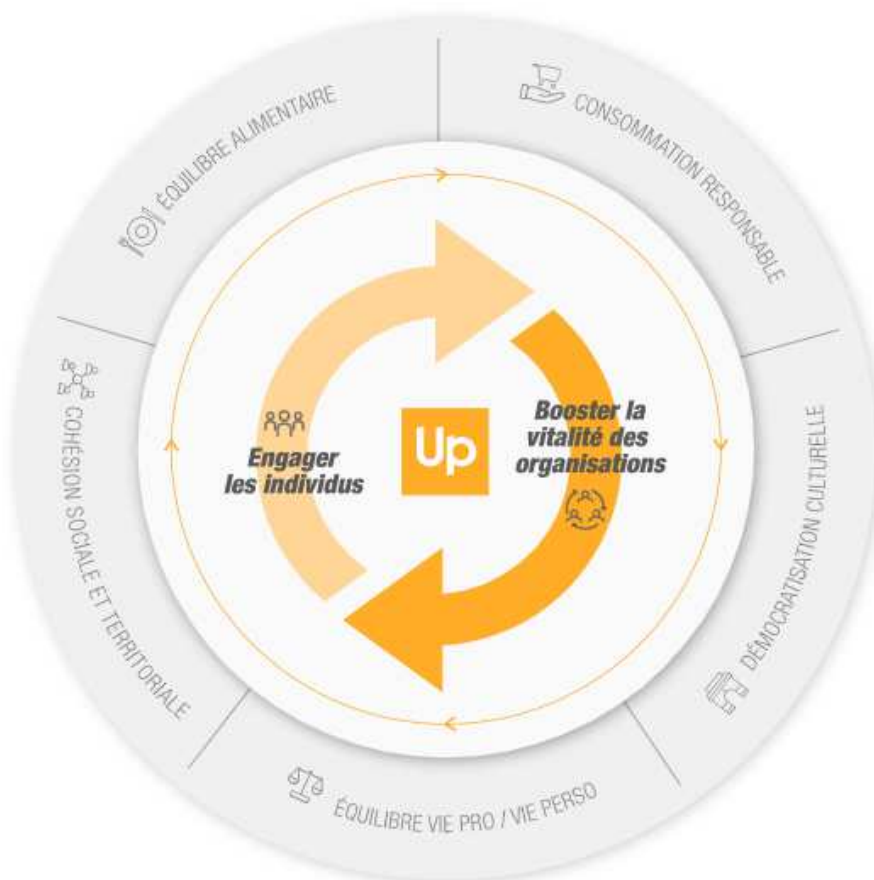 ÉQUILIBRE ALIMENTAIRE
CONSOMMATION RESPONSABLE
COHÉSION SOCIALE ET TERRITORIALE
Engager
les individus
Up
Booster la
vitalité des
organisations
DÉMOCRATISATION CULTURELLE
ÉQUILIBRE VIE PRO / VIE PERSO